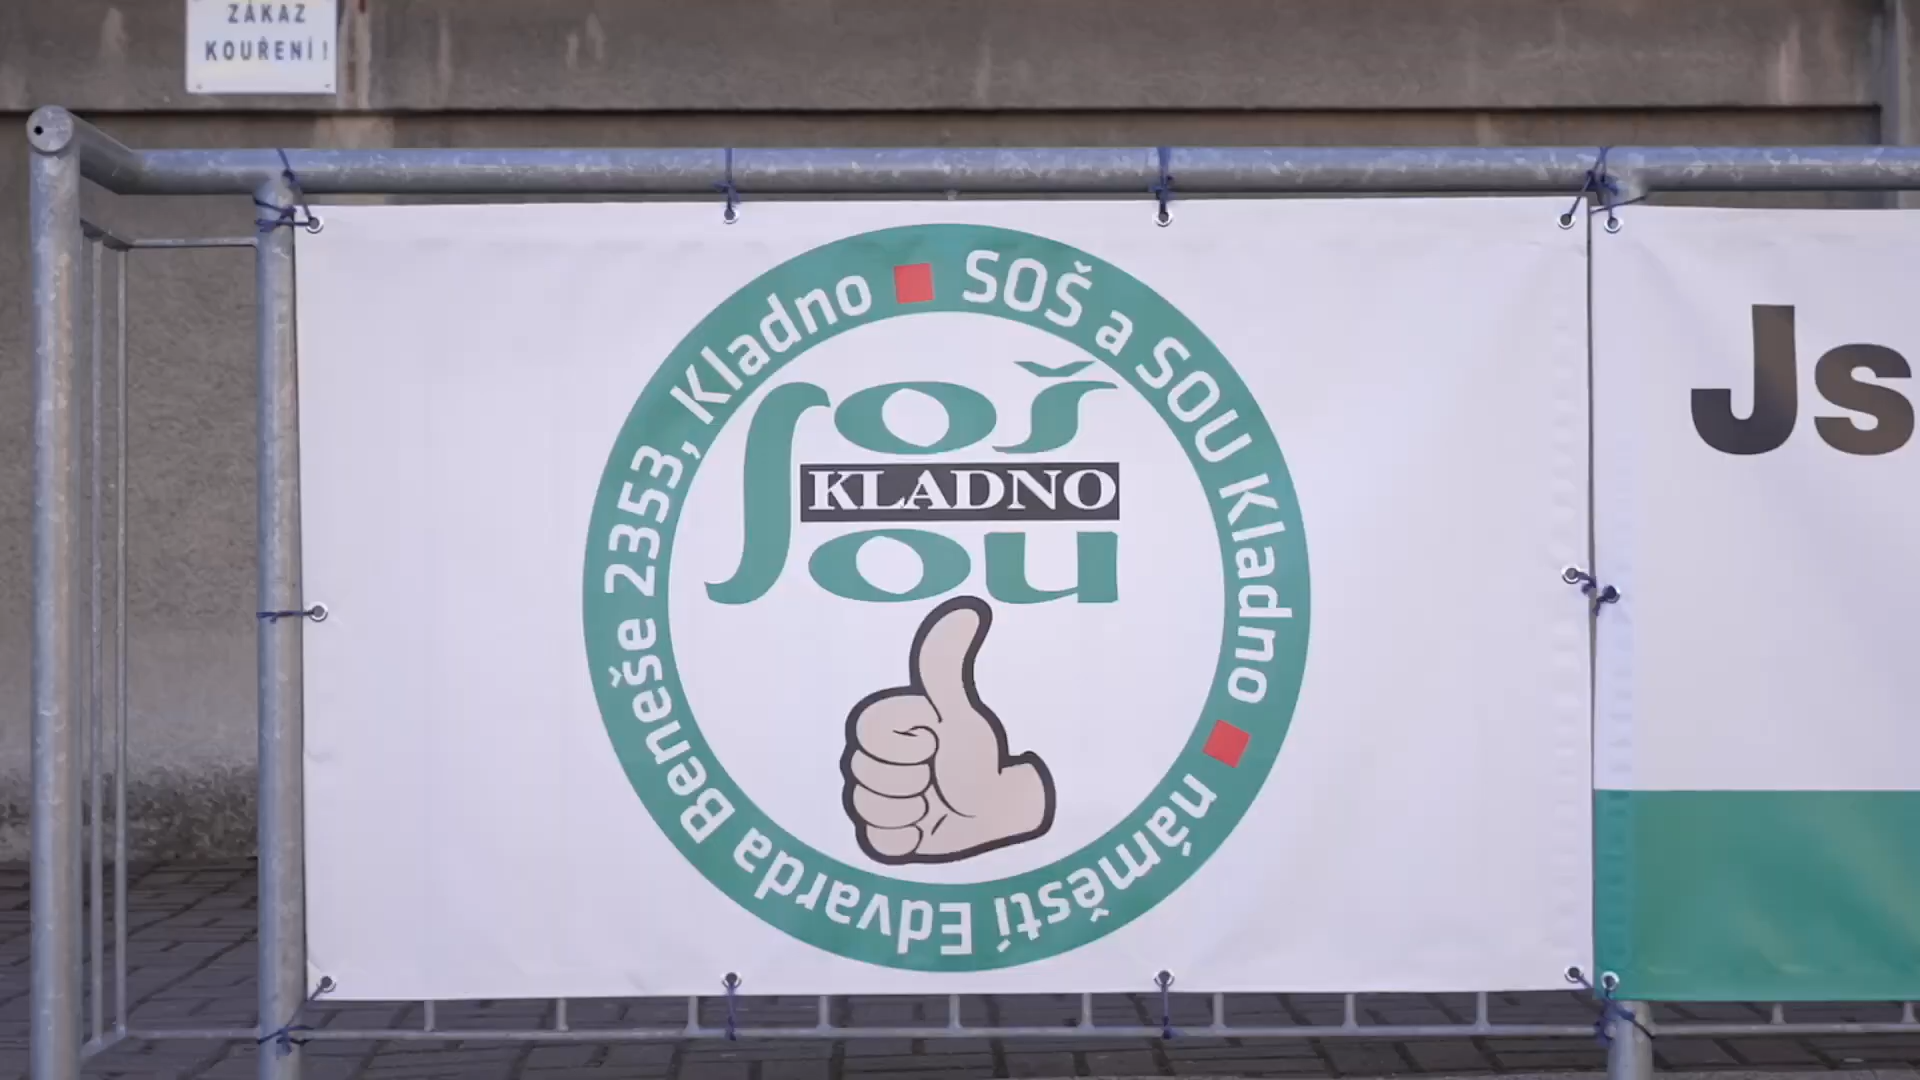 ZÁKAZ
KOUŘENÍ!
SOŠ a SOU Kladno
náměstí Edvarda Beneše 2353, Kladno
SOŠ
KLADNO
SOU
Js